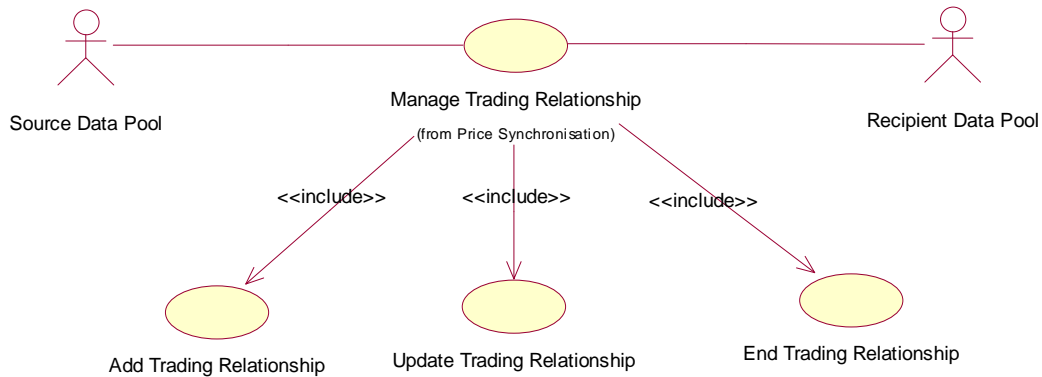 Manage Trading Relationship
Source Data Pool
Recipient Data Pool
(from Price Synchronisation)
<<include>>
<<include>>
<<include>>
Add Trading Relationship
Update Trading Relationship
End Trading Relationship